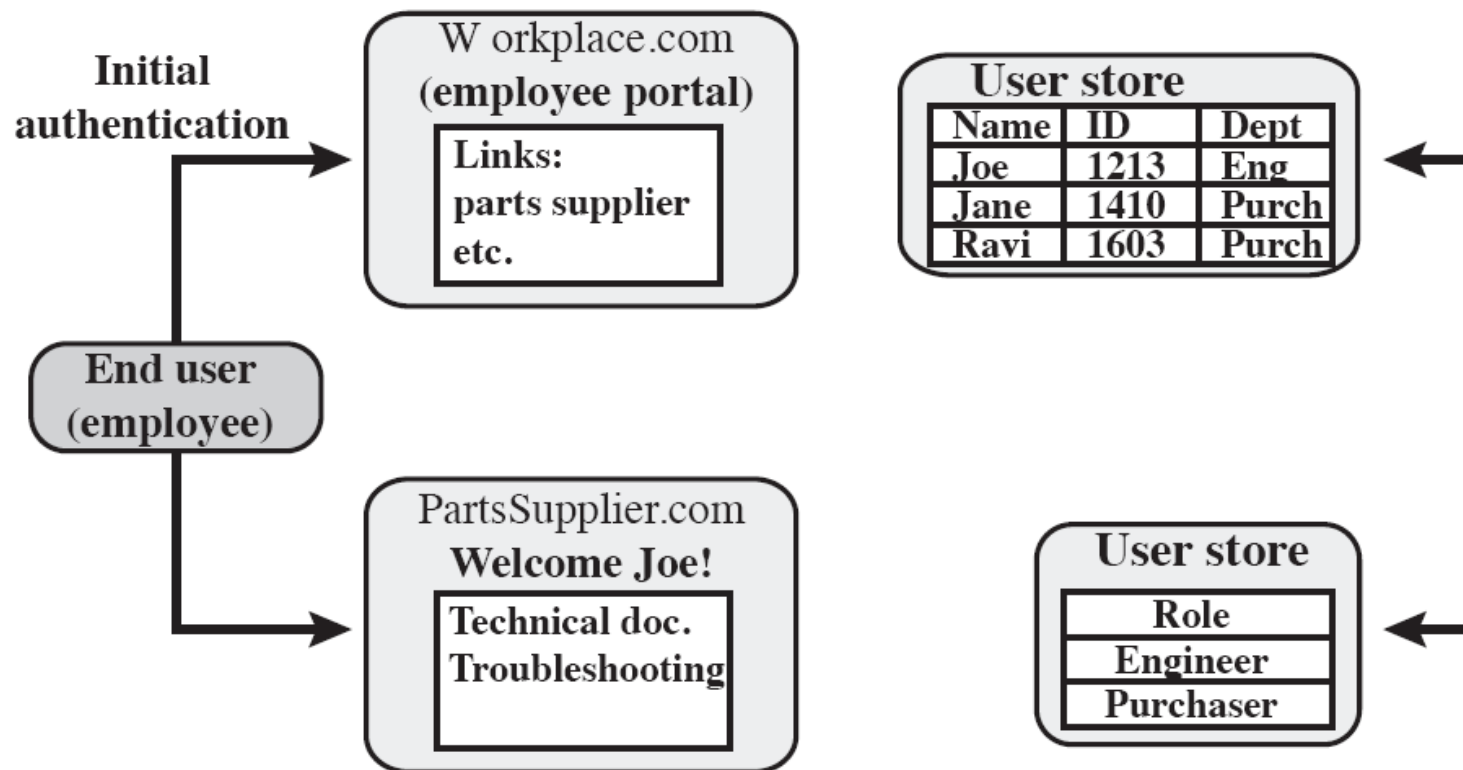 Initial
authentication
W orkplace.com
(employee portal)
Links:
parts supplier
etc.
User store
Name ID Dept
Joe 1213 Eng
Jane 1410 Purch
Ravi 1603 Purch
End user
(employee)
PartsSupplier.com
Welcome Joe!
Technical doc.
Troubleshooting
User store
Role
Engineer
Purchaser